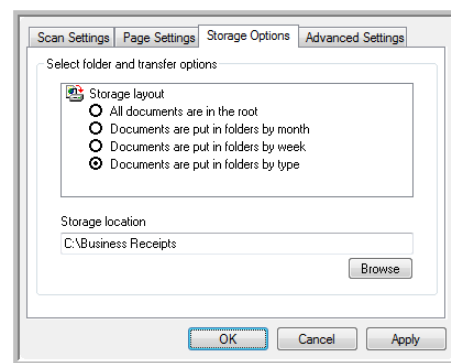 Scan Settings Page Settings Storage Options Advanced Settings
Select folder and transfer options
Storage layout
All documents are in the root
Documents are put in folders by month
Documents are put in folders by week
Documents are put in folders by type
Storage location
C:\Business Receipts
Browse
OK Cancel Apply